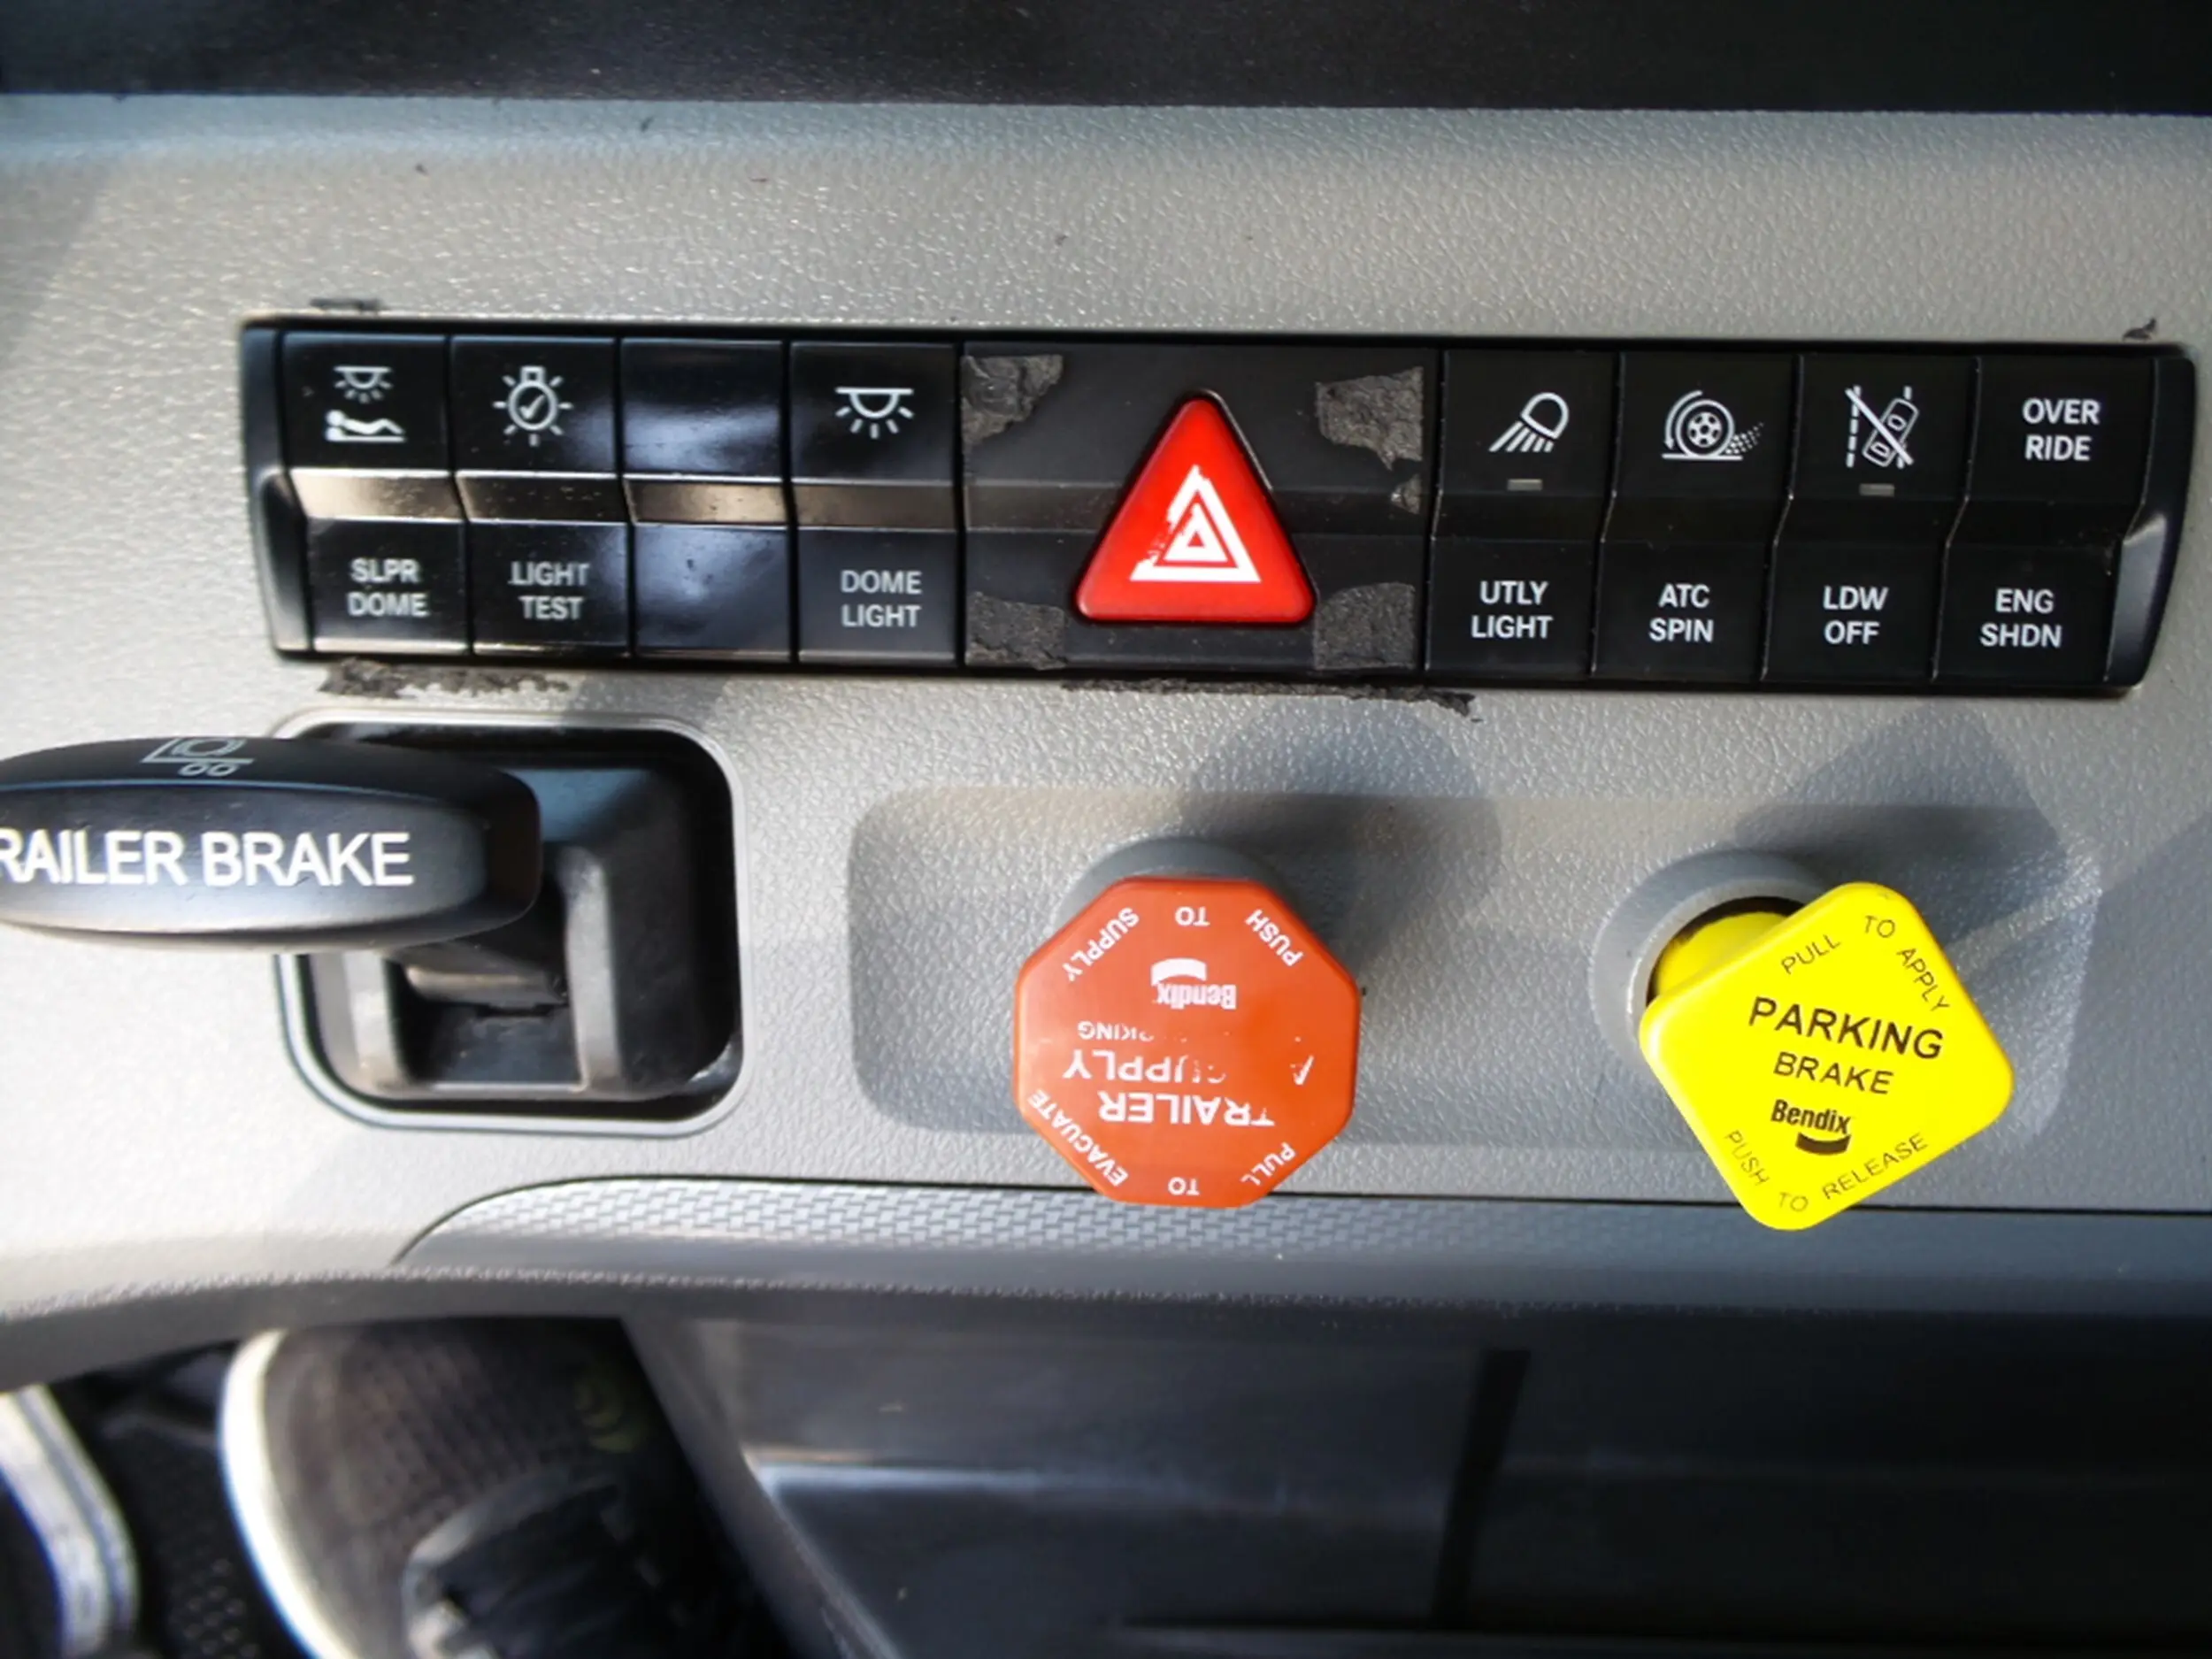 OVER
RIDE
SLPR
DOME
LIGHT
TEST
DOME
LIGHT
UTLY
LIGHT
ATC
SPIN
LDW
OFF
ENG
SHDN
RAILER BRAKE
PULL TO EVACUATE
TRAILER
SUPPLY
Bendix
PUSH TO SUPPLY
PULL TO APPLY
PARKING
BRAKE
Bendix
PUSH TO RELEASE